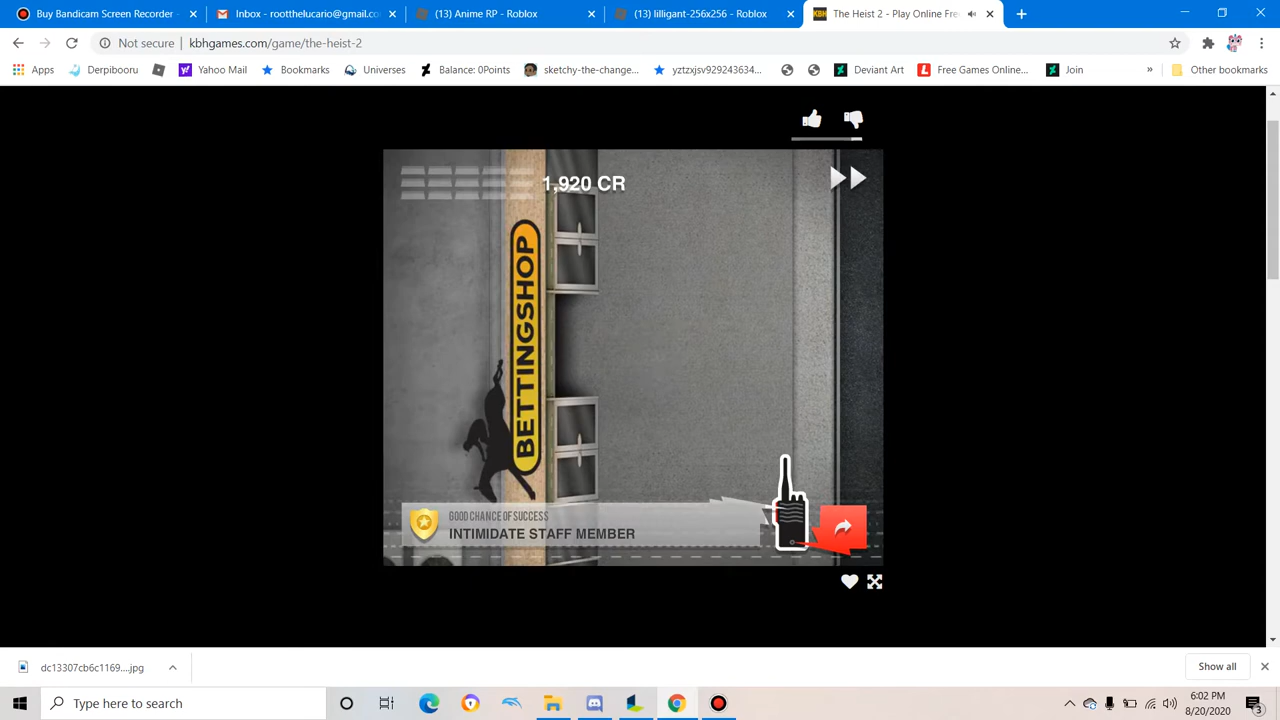 Buy Bandicam Screen Recorder
Inbox - rootthelucario@gmail.co
(13) Anime RP - Roblox
(13) lilligant-256x256 - Roblox
KBH The Heist 2 - Play Online Fre
Not secure | kbhgames.com/game/the-heist-2
Apps
Derpibooru
Yahoo Mail
Bookmarks
Universes
Balance: 0Points
sketchy-the-change...
yztzxjsv929243634...
Deviant Art
Free Games Online...
Join
»
Other bookmarks
1,920 CR
BETTINGSHOP
GOOD CHANCE OF SUCCESS
INTIMIDATE STAFF MEMBER
dc13307cb6c1169....jpg
Show all
Type here to search
6:02 PM
8/20/2020
3